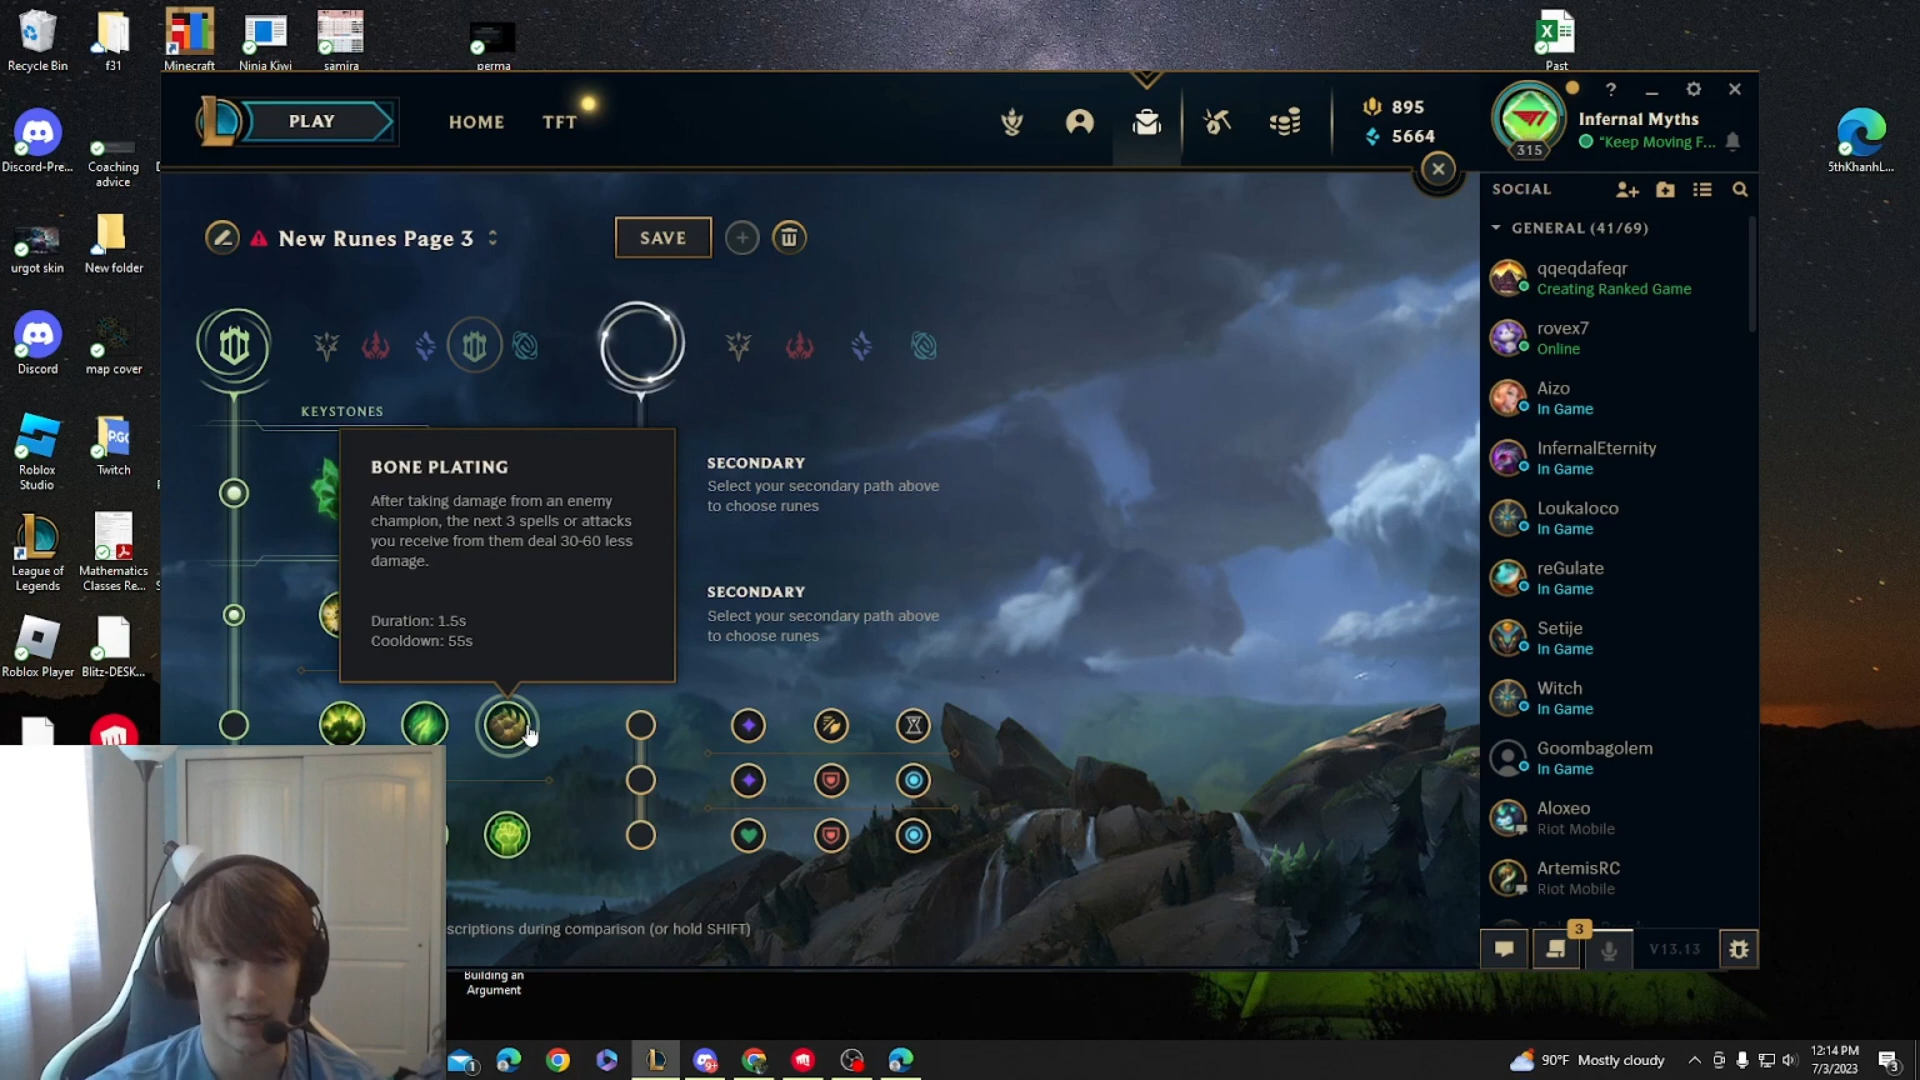 Recycle Bin
f31
Minecraft
Ninja Kiwi
samira
perma
Past
PLAY
HOME
TFT
895
5664
315
Infernal Myths
"Keep Moving F...
Discord-Pre...
Coaching
advice
5thKhanhL...
SOCIAL
GENERAL (41/69)
New Runes Page 3
SAVE
urgot skin
New folder
qqeqdafeqr
Creating Ranked Game
rovex7
Online
Discord
map cover
Aizo
In Game
KEYSTONES
InfernalEternity
In Game
BONE PLATING
After taking damage from an enemy
champion, the next 3 spells or attacks
you receive from them deal 30-60 less
damage.
Duration: 1.5s
Cooldown: 55s
SECONDARY
Select your secondary path above
to choose runes
SECONDARY
Select your secondary path above
to choose runes
Roblox
Studio
Twitch
Loukaloco
In Game
League of
Legends
Mathematics
Classes Re...
reGulate
In Game
Setije
In Game
Roblox Player
Blitz-DESK...
Witch
In Game
Goombagolem
In Game
Aloxeo
Riot Mobile
ArtemisRC
Riot Mobile
scriptions during comparison (or hold SHIFT)
3
V13.13
Building an
Argument
1
9+
90°F Mostly cloudy
12:14 PM
7/3/2023
3